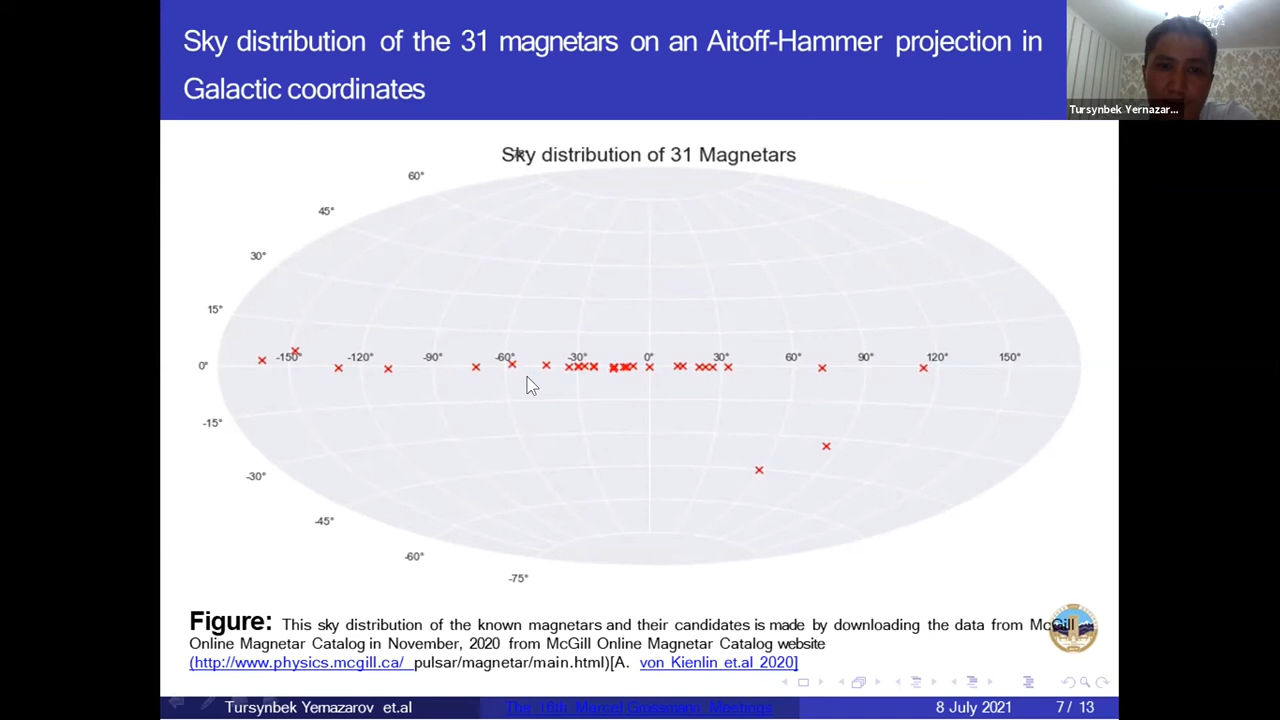 Sky distribution of the 31 magnetars on an Aitoff-Hammer projection in
Galactic coordinates
Tursynbek Yernazar...
Sky distribution of 31 Magnetars
60°
45°
30°
15°
0°
-150° -120° -90° -60° -30° 0° 30° 60° 90° 120° 150°
-15°
-30°
-45°
-60°
-75°
Figure: This sky distribution of the known magnetars and their candidates is made by downloading the data from McGill
Online Magnetar Catalog in November, 2020 from McGill Online Magnetar Catalog website
(http://www.physics.mcgill.ca/ pulsar/magnetar/main.html)[A. von Kienlin et.al 2020]
Tursynbek Yernazarov et.al The 16th Marcel Grossmann Meetings 8 July 2021 7 / 13